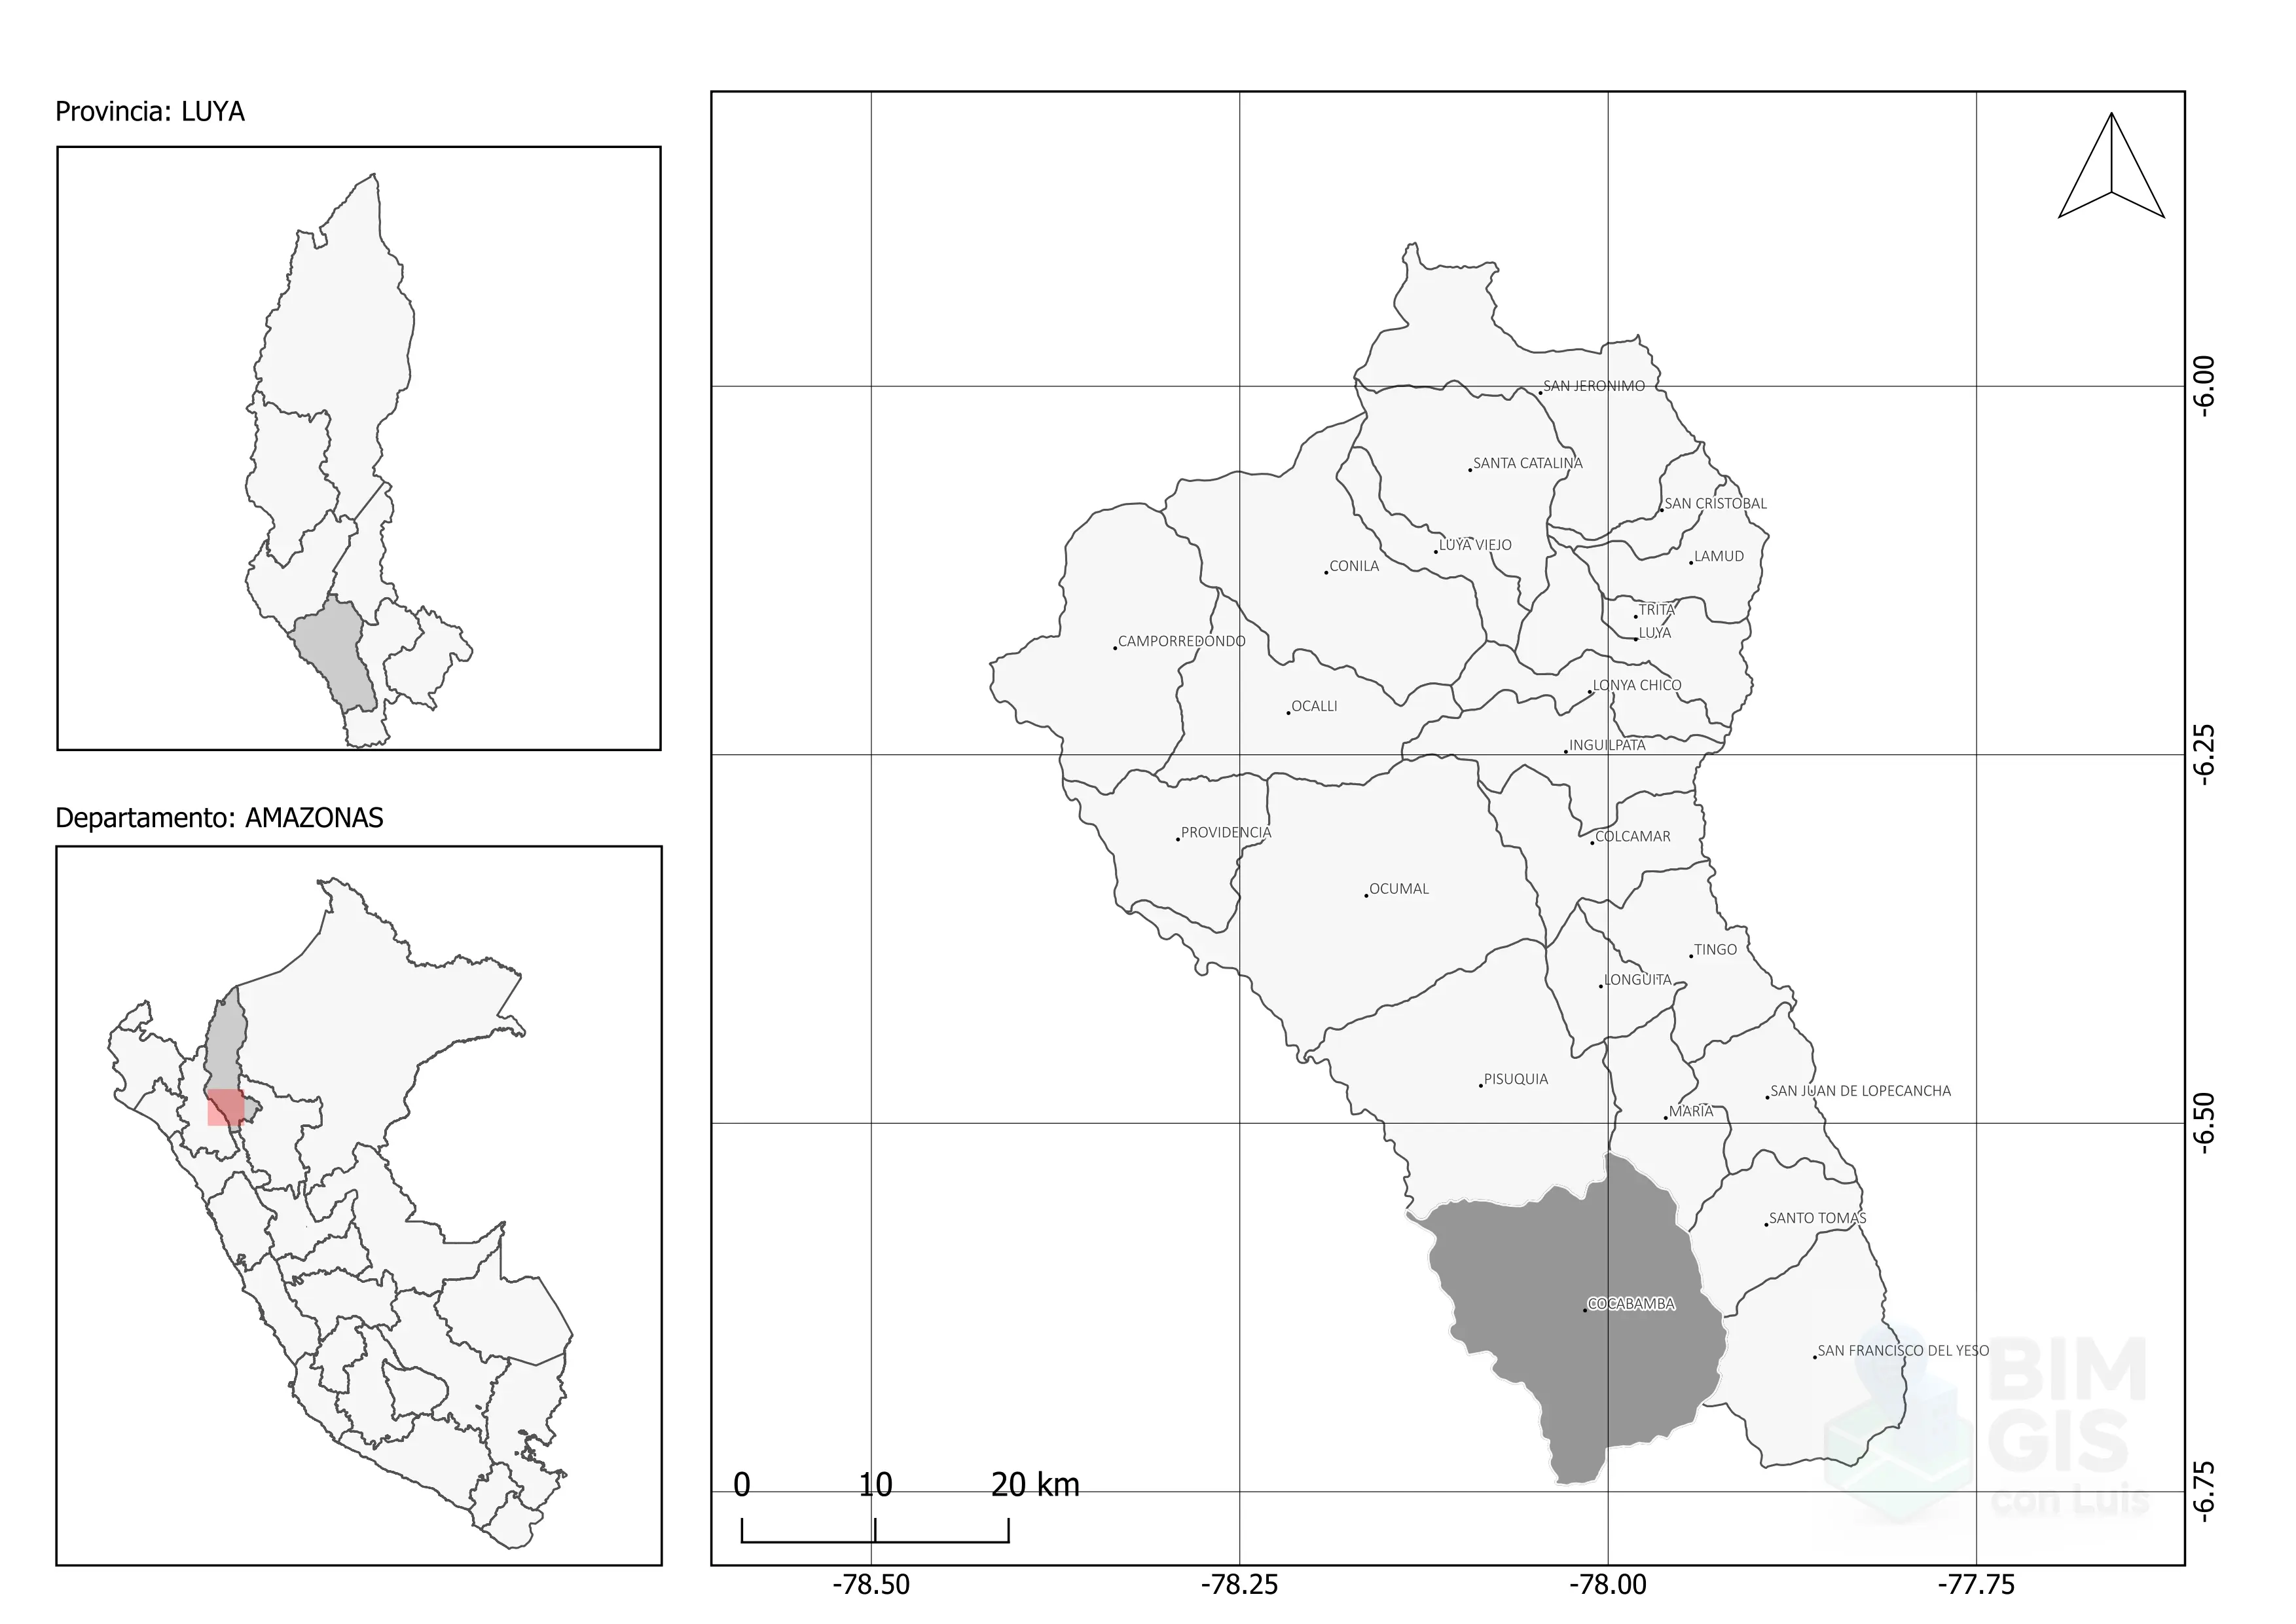 Provincia: LUYA
Departamento: AMAZONAS
SAN JERONIMO
SANTA CATALINA
SAN CRISTOBAL
LUYA VIEJO
LAMUD
CONILA
TRITA
LUYA
CAMPORREDONDO
LONYA CHICO
OCALLI
INGUILPATA
PROVIDENCIA
COLCAMAR
OCUMAL
TINGO
LONGUITA
PISUQUIA
SAN JUAN DE LOPECANCHA
MARIA
SANTO TOMAS
COCABAMBA
SAN FRANCISCO DEL YESO
BIM
GIS
con Luis
0 10 20 km
-6.00
-6.25
-6.50
-6.75
-78.50 -78.25 -78.00 -77.75